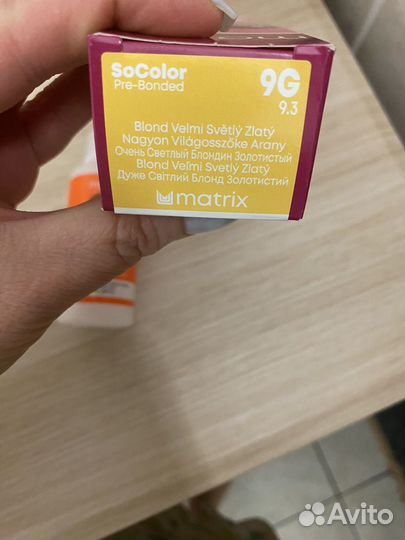 SoColor
Pre-Bonded
9G
9.3
Blond Velmi Světlý Zlatý
Nagyon Világosszőke Arany
Очень Светлый Блондин Золотистый
Blond Veľmi Svetlý Zlatý
Дуже Світлий Блонд Золотистий
matrix
Avito